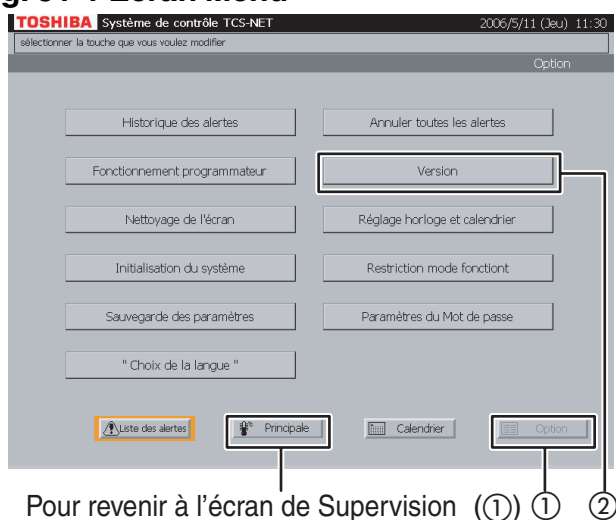 TOSHIBA Système de contrôle TCS-NET 2006/5/11 (Jeu) 11:30
sélectionner la touche que vous voulez modifier
Option
Historique des alertes Annuler toutes les alertes
Fonctionnement programmateur Version
Nettoyage de l'écran Réglage horloge et calendrier
Initialisation du système Restriction mode fonctiont
Sauvegarde des paramètres Paramètres du Mot de passe
" Choix de la langue "
Liste des alertes Principale Calendrier Option
Pour revenir à l'écran de Supervision (①) ① ②